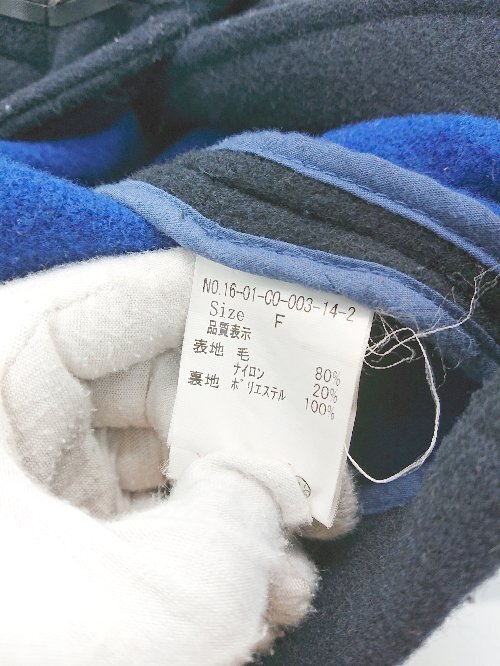 NO.16-01-CO-003-14-2
Size F
品質表示
表地 毛 80%
ナイロン 20%
裏地 ポリエステル 100%